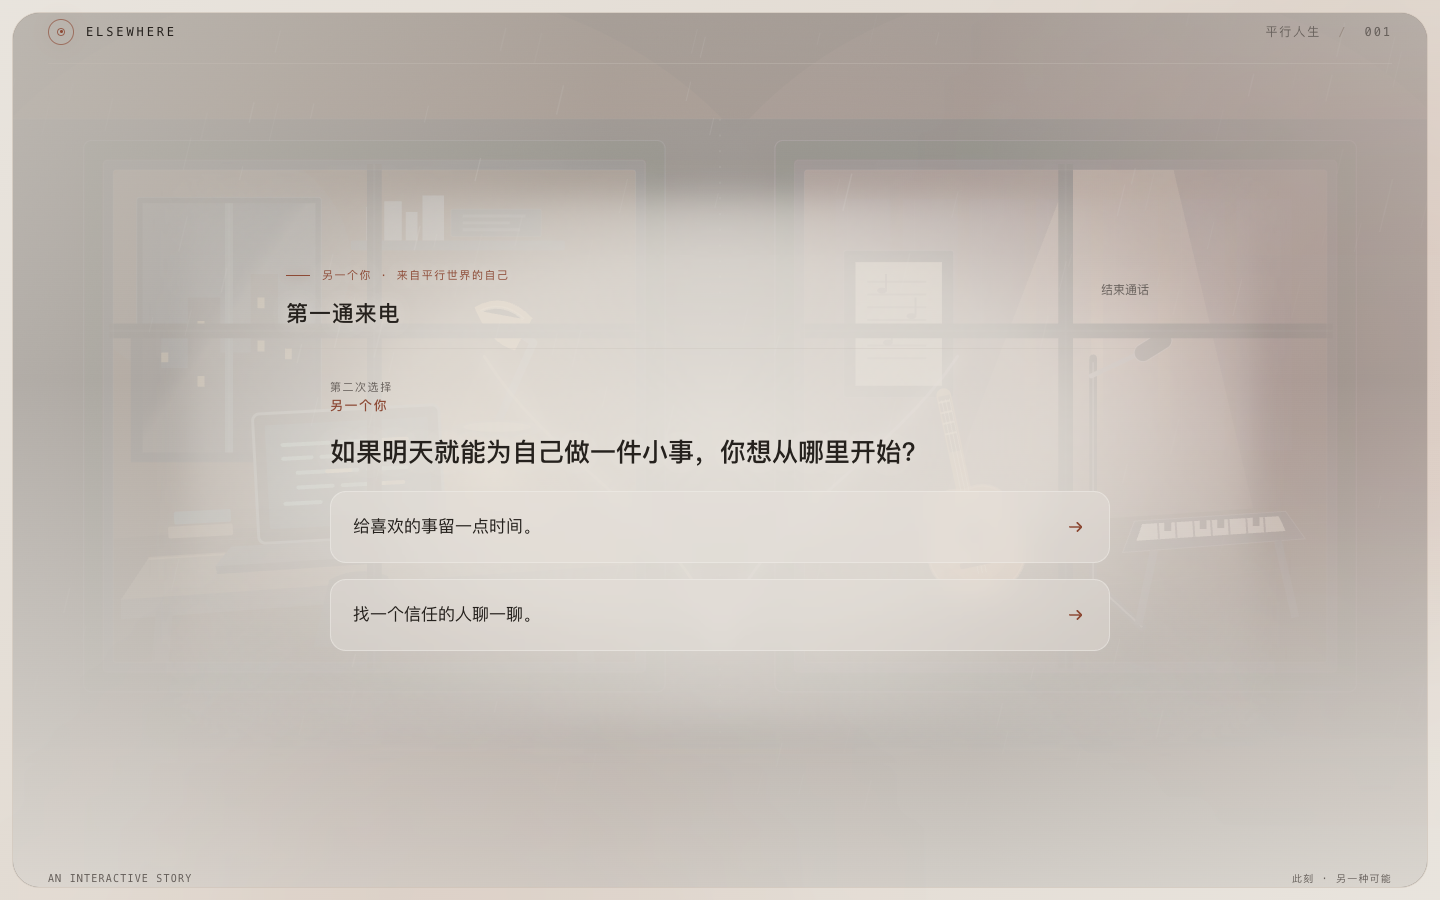 ELSEWHERE
平行人生 / 001
另一个你 · 来自平行世界的自己
第一通来电
结束通话
第二次选择
另一个你
如果明天就能为自己做一件小事，你想从哪里开始？
给喜欢的事留一点时间。
找一个信任的人聊一聊。
AN INTERACTIVE STORY
此刻 · 另一种可能